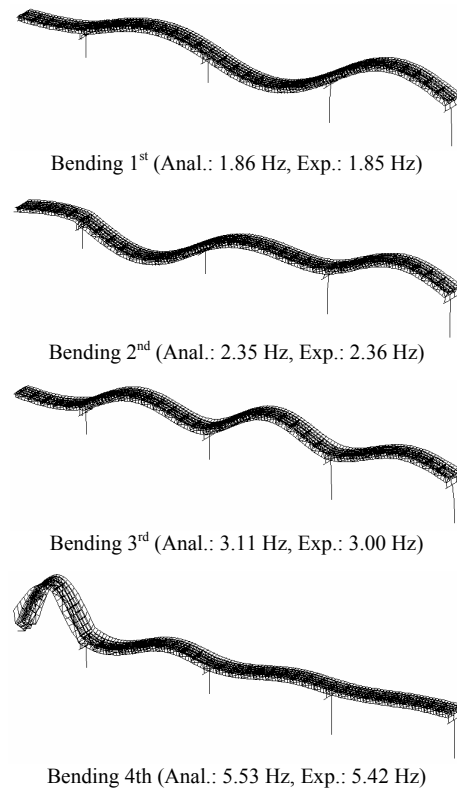 Bending 1st (Anal.: 1.86 Hz, Exp.: 1.85 Hz)
Bending 2nd (Anal.: 2.35 Hz, Exp.: 2.36 Hz)
Bending 3rd (Anal.: 3.11 Hz, Exp.: 3.00 Hz)
Bending 4th (Anal.: 5.53 Hz, Exp.: 5.42 Hz)